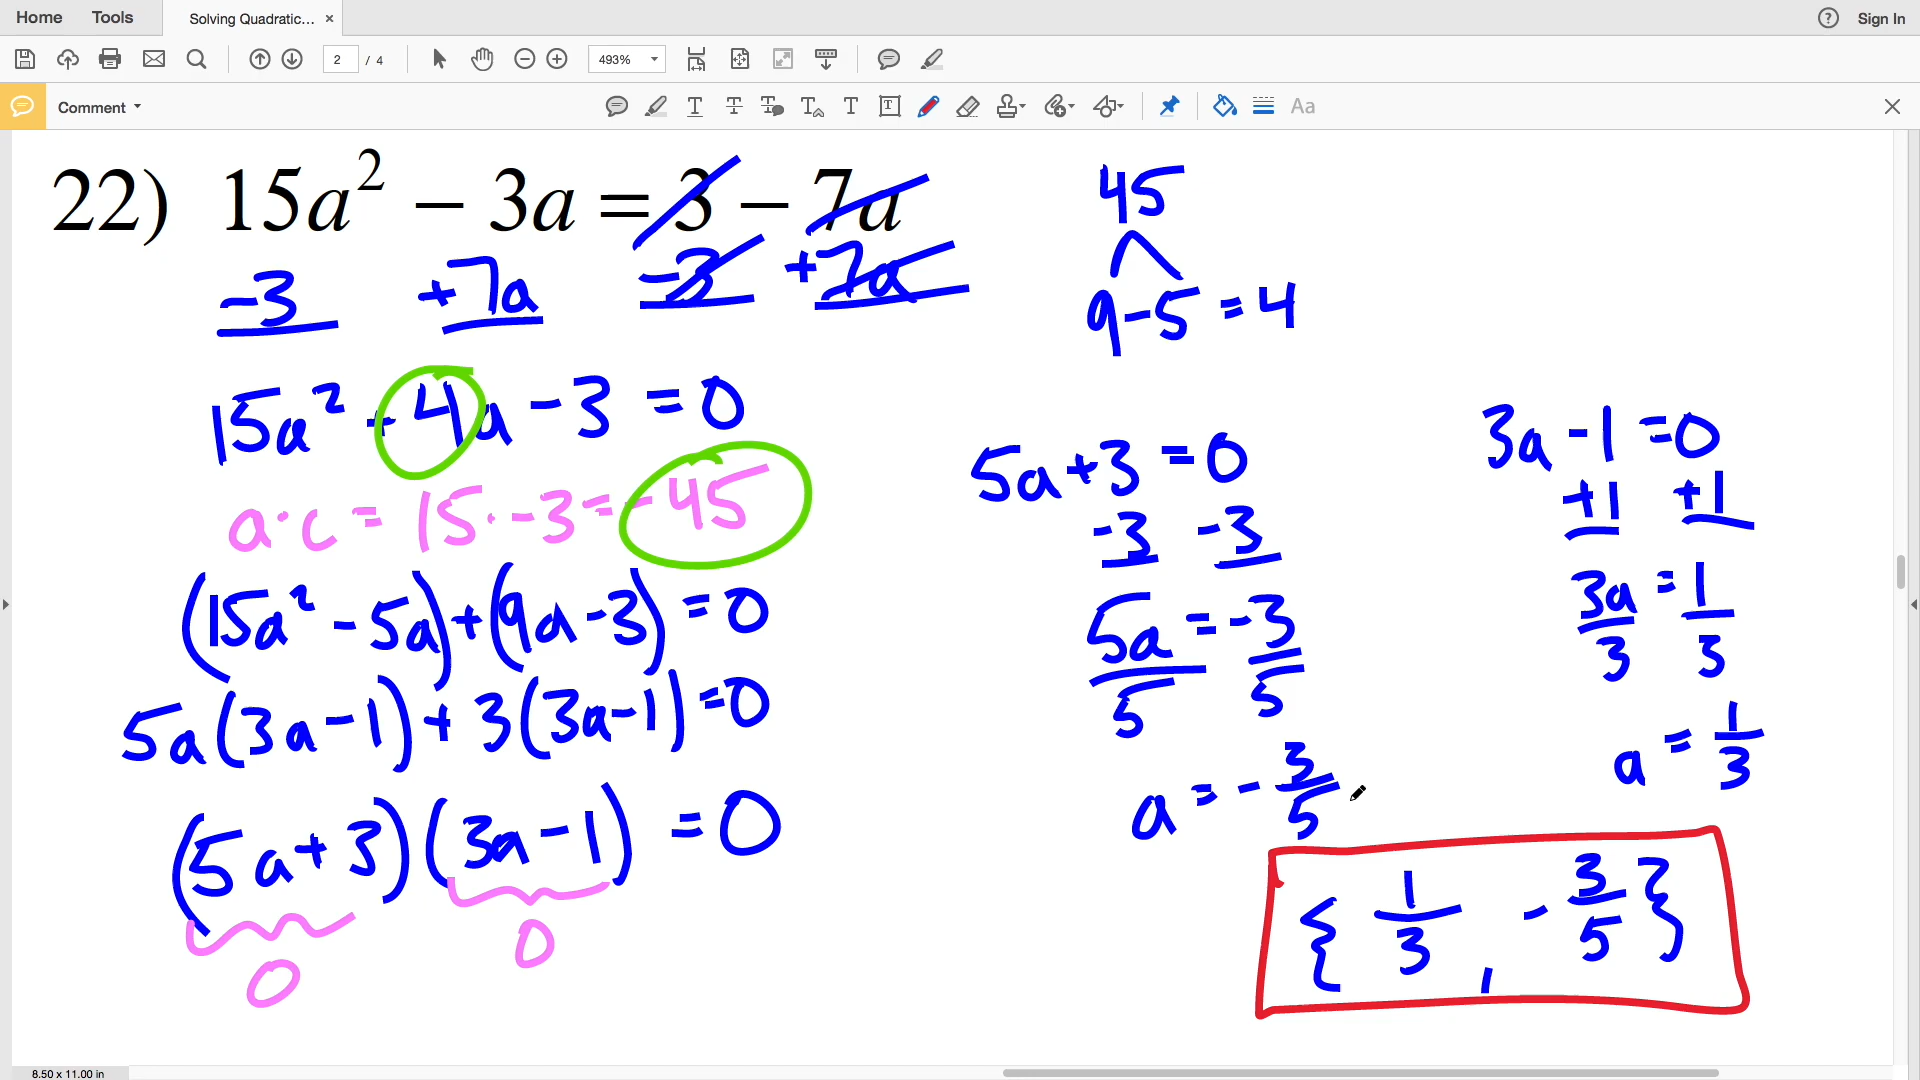 Home Tools Solving Quadratic... × ? Sign In
2 / 4 493%
Comment Aa
22) 15a² − 3a = 3 − 7a
-3 +7a -3 +7a
45
9-5=4
15a² +4a -3 =0
a·c = 15·-3=-45
(15a² -5a)+(9a-3)=0
5a(3a-1)+3(3a-1)=0
(5a+3)(3a-1)=0
0 0
5a+3=0
-3 -3
5a=-3
5 5
a=-3/5
3a-1=0
+1 +1
3a=1
3 3
a=1/3
{1/3, -3/5}
8.50 x 11.00 in